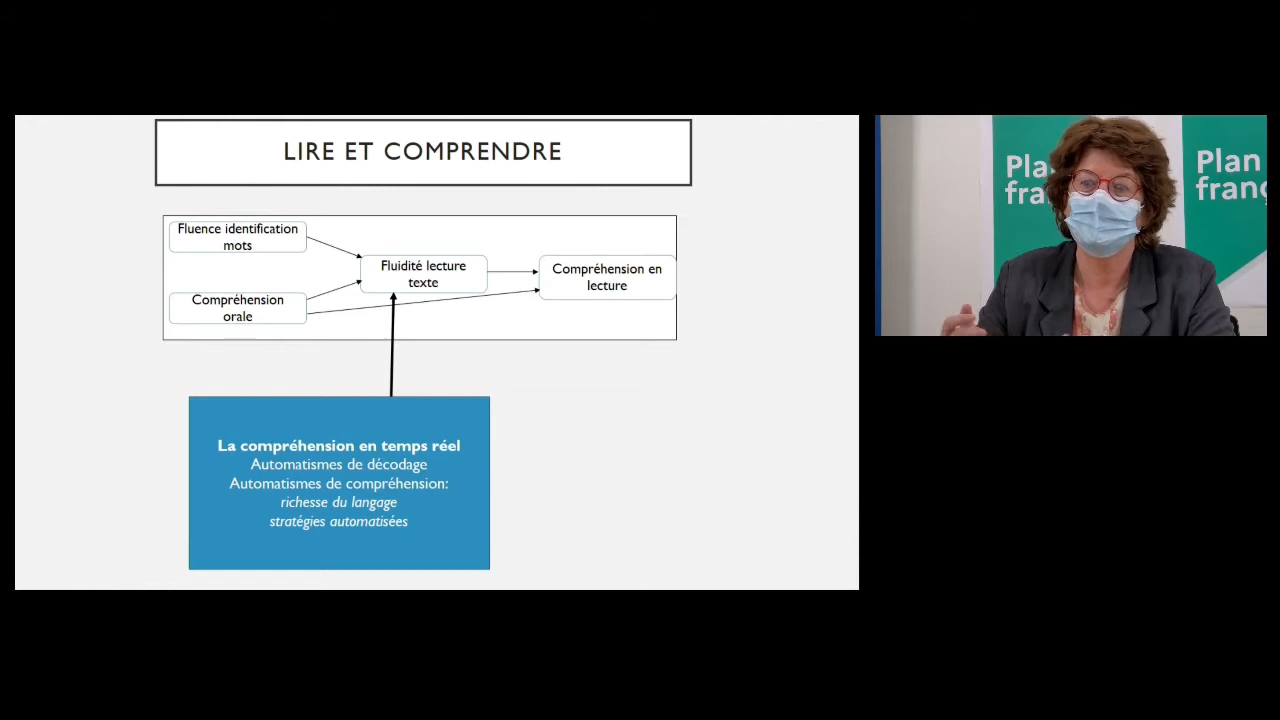 LIRE ET COMPRENDRE
Fluence identification
mots
Compréhension
orale
Fluidité lecture
texte
Compréhension en
lecture
La compréhension en temps réel
Automatismes de décodage
Automatismes de compréhension:
richesse du langage
stratégies automatisées
Pla
fra
Plan
franç